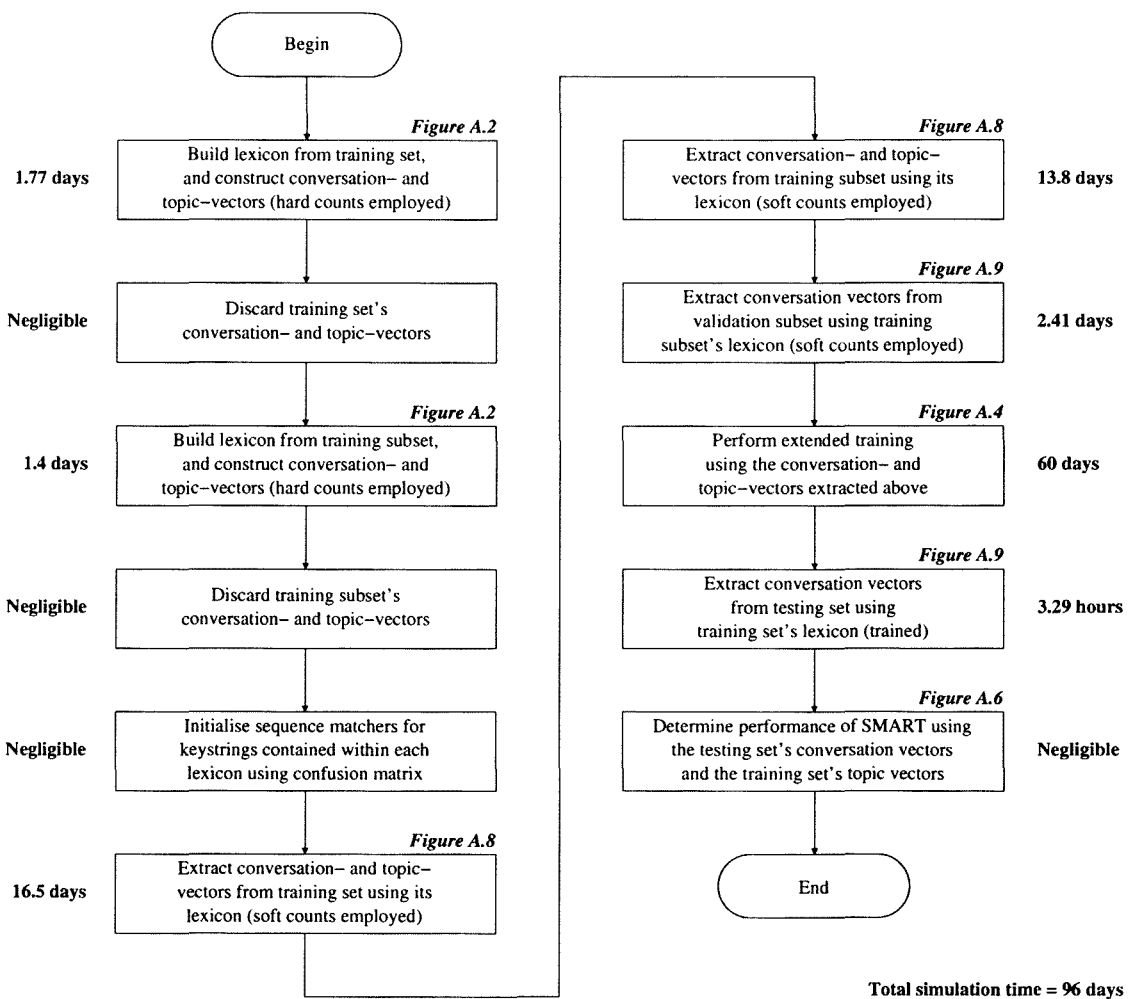 Begin
Figure A.2
1.77 days
Build lexicon from training set,
and construct conversation− and
topic−vectors (hard counts employed)
Negligible
Discard training set's
conversation− and topic−vectors
Figure A.2
1.4 days
Build lexicon from training subset,
and construct conversation− and
topic−vectors (hard counts employed)
Negligible
Discard training subset's
conversation− and topic−vectors
Negligible
Initialise sequence matchers for
keystrings contained within each
lexicon using confusion matrix
Figure A.8
16.5 days
Extract conversation− and topic−
vectors from training set using its
lexicon (soft counts employed)
Figure A.8
Extract conversation− and topic−
vectors from training subset using its
lexicon (soft counts employed)
13.8 days
Figure A.9
Extract conversation vectors from
validation subset using training
subset's lexicon (soft counts employed)
2.41 days
Figure A.4
Perform extended training
using the conversation− and
topic−vectors extracted above
60 days
Figure A.9
Extract conversation vectors
from testing set using
training set's lexicon (trained)
3.29 hours
Figure A.6
Determine performance of SMART using
the testing set's conversation vectors
and the training set's topic vectors
Negligible
End
Total simulation time = 96 days